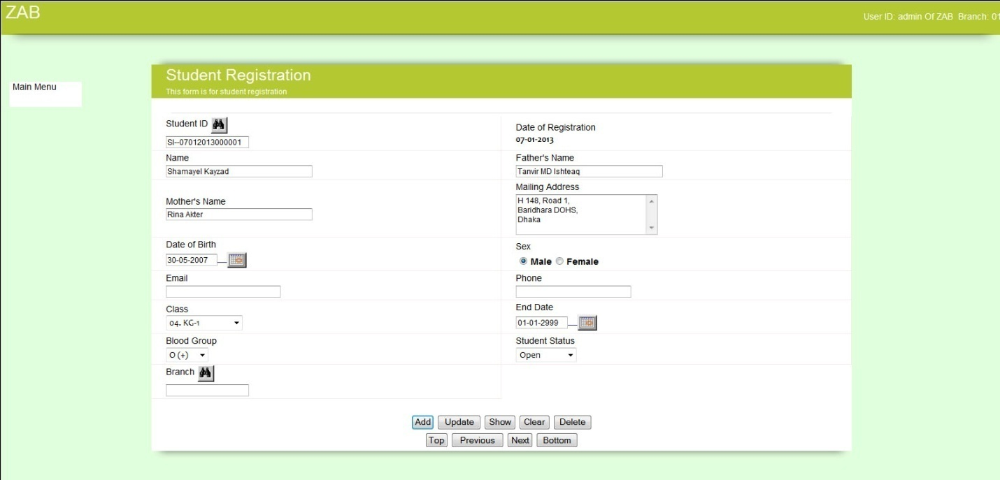 ZAB
User ID: admin Of ZAB Branch: 01
Main Menu
Student Registration
This form is for student registration
Student ID
SI--07012013000001
Date of Registration
07-01-2013
Name
Shamayel Kayzad
Father's Name
Tanvir MD Ishteaq
Mother's Name
Rina Akter
Mailing Address
H 148, Road 1,
Baridhara DOHS,
Dhaka
Date of Birth
30-05-2007
Sex
Male Female
Email
Phone
Class
04. KG-1
End Date
01-01-2999
Blood Group
O (+)
Student Status
Open
Branch
Add Update Show Clear Delete
Top Previous Next Bottom